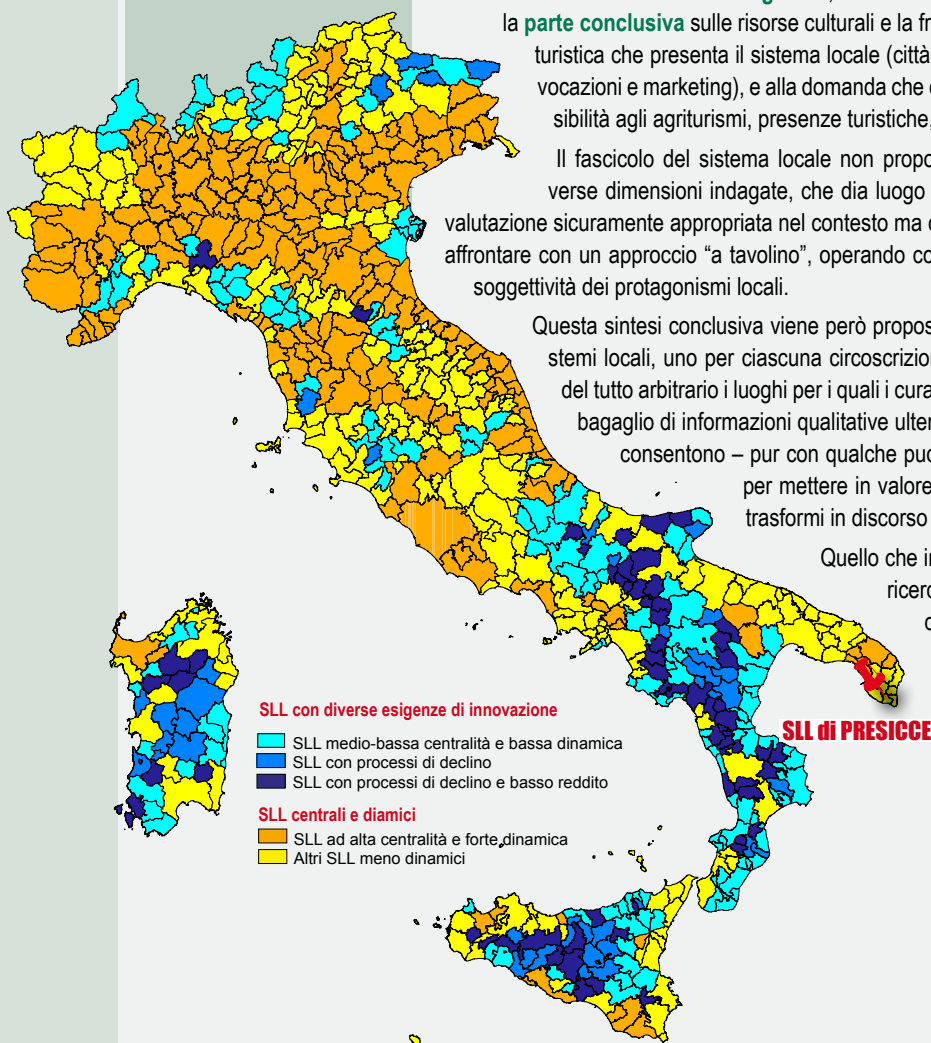 la parte conclusiva sulle risorse culturali e la
turistica che presenta il sistema locale (città
vocazioni e marketing), e alla domanda che
sibilità agli agriturismi, presenze turistiche,
Il fascicolo del sistema locale non propo
verse dimensioni indagate, che dia luogo
valutazione sicuramente appropriata nel contesto ma
affrontare con un approccio “a tavolino”, operando co
soggettività dei protagonismi locali.
Questa sintesi conclusiva viene però propos
stemi locali, uno per ciascuna circoscrizion
del tutto arbitrario i luoghi per i quali i cura
bagaglio di informazioni qualitative ulter
consentono – pur con qualche pud
per mettere in valore
trasformi in discorso
Quello che in
ricerc
SLL di PRESICCE
SLL con diverse esigenze di innovazione
SLL medio-bassa centralità e bassa dinamica
SLL con processi di declino
SLL con processi di declino e basso reddito
SLL centrali e diamici
SLL ad alta centralità e forte dinamica
Altri SLL meno dinamici